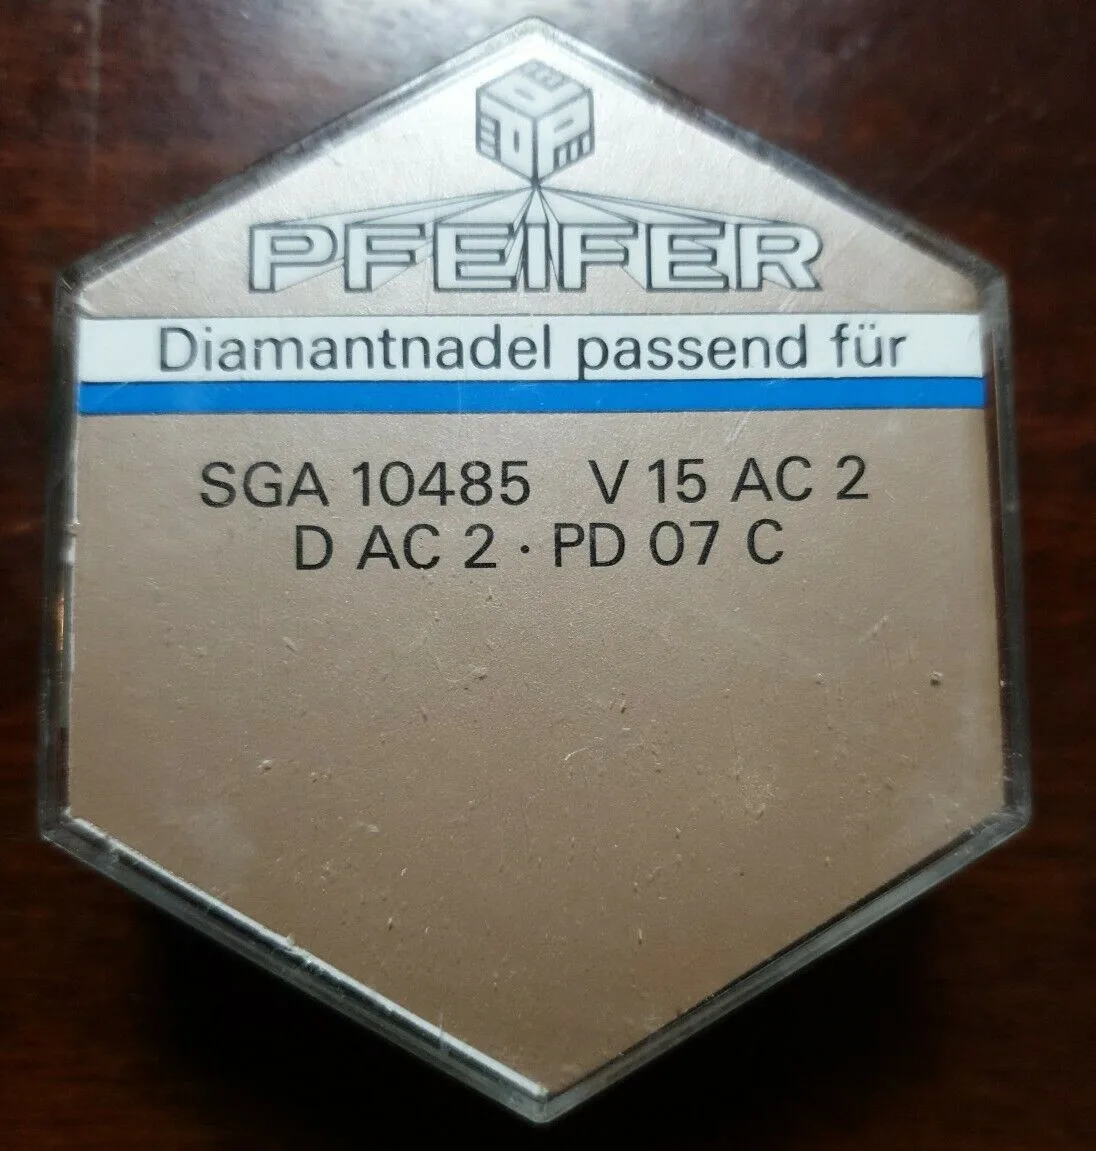 PFEIFER
Diamantnadel passend für
SGA 10485 V 15 AC 2
D AC 2 · PD 07 C